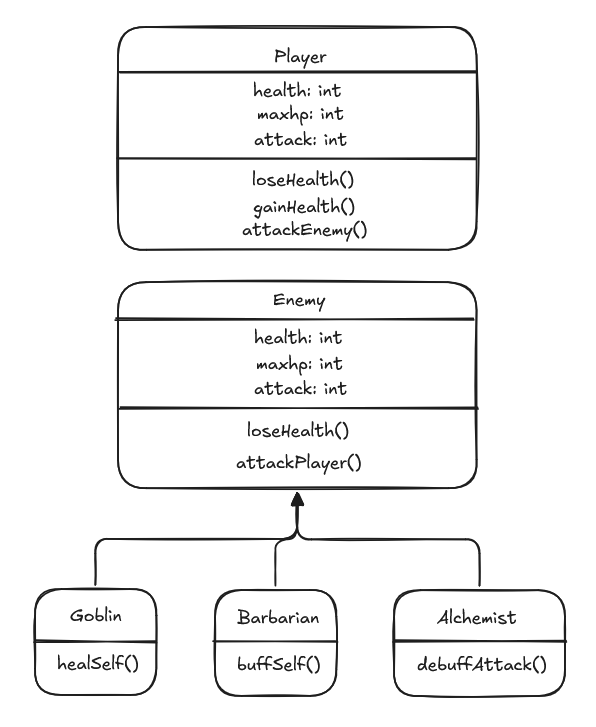 Player
health: int
maxhp: int
attack: int
loseHealth()
gainHealth()
attackEnemy()
Enemy
health: int
maxhp: int
attack: int
loseHealth()
attackPlayer()
Goblin
healSelf()
Barbarian
buffSelf()
Alchemist
debuffAttack()